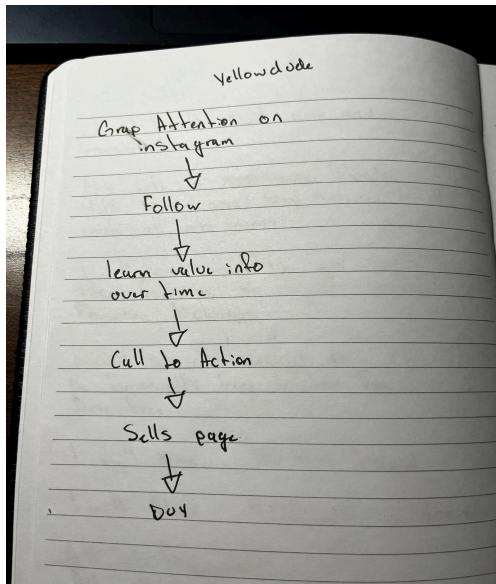 Yellowdude
Grap Attention on
instagram
Follow
learn value info
over time
Call to Action
Sells page
BUY